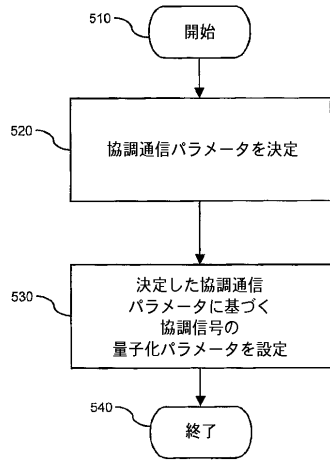 510
開始
520
協調通信パラメータを決定
530
決定した協調通信
パラメータに基づく
協調信号の
量子化パラメータを設定
540
終了